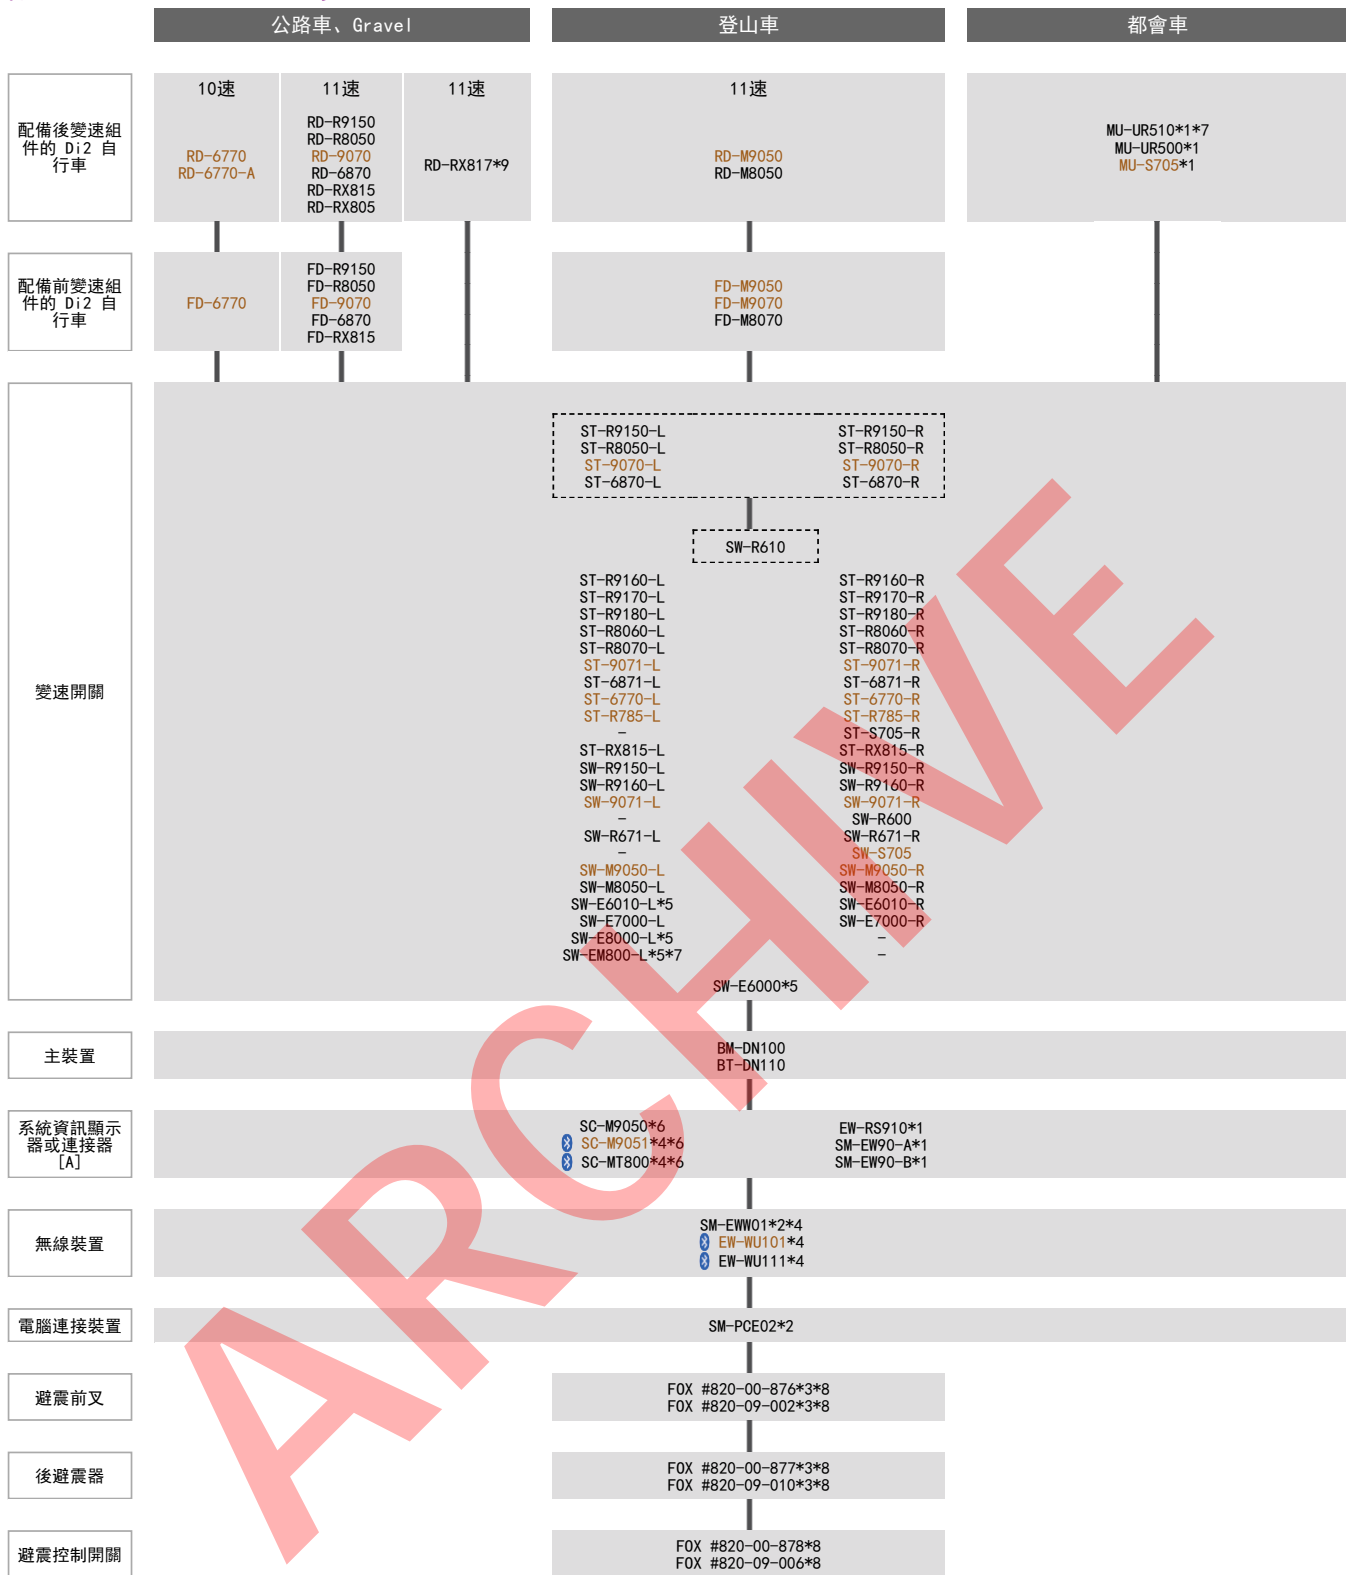 公路車、Gravel
登山車
都會車
配備後變速組
件的 Di2 自
行車
10速
RD-6770
RD-6770-A
11速
RD-R9150
RD-R8050
RD-9070
RD-6870
RD-RX815
RD-RX805
11速
RD-RX817*9
11速
RD-M9050
RD-M8050
MU-UR510*1*7
MU-UR500*1
MU-S705*1
配備前變速組
件的 Di2 自
行車
FD-6770
FD-R9150
FD-R8050
FD-9070
FD-6870
FD-RX815
FD-M9050
FD-M9070
FD-M8070
變速開關
ST-R9150-L ST-R9150-R
ST-R8050-L ST-R8050-R
ST-9070-L ST-9070-R
ST-6870-L ST-6870-R
SW-R610
ST-R9160-L ST-R9160-R
ST-R9170-L ST-R9170-R
ST-R9180-L ST-R9180-R
ST-R8060-L ST-R8060-R
ST-R8070-L ST-R8070-R
ST-9071-L ST-9071-R
ST-6871-L ST-6871-R
ST-6770-L ST-6770-R
ST-R785-L ST-R785-R
- ST-S705-R
ST-RX815-L ST-RX815-R
SW-R9150-L SW-R9150-R
SW-R9160-L SW-R9160-R
SW-9071-L SW-9071-R
- SW-R600
SW-R671-L SW-R671-R
- SW-S705
SW-M9050-L SW-M9050-R
SW-M8050-L SW-M8050-R
SW-E6010-L*5 SW-E6010-R
SW-E7000-L SW-E7000-R
SW-E8000-L*5 -
SW-EM800-L*5*7 -
SW-E6000*5
主裝置
BM-DN100
BT-DN110
系統資訊顯示
器或連接器
[A]
SC-M9050*6 EW-RS910*1
SC-M9051*4*6 SM-EW90-A*1
SC-MT800*4*6 SM-EW90-B*1
無線裝置
SM-EWW01*2*4
EW-WU101*4
EW-WU111*4
電腦連接裝置
SM-PCE02*2
避震前叉
FOX #820-00-876*3*8
FOX #820-09-002*3*8
後避震器
FOX #820-00-877*3*8
FOX #820-09-010*3*8
避震控制開關
FOX #820-00-878*8
FOX #820-09-006*8
ARCHIVE